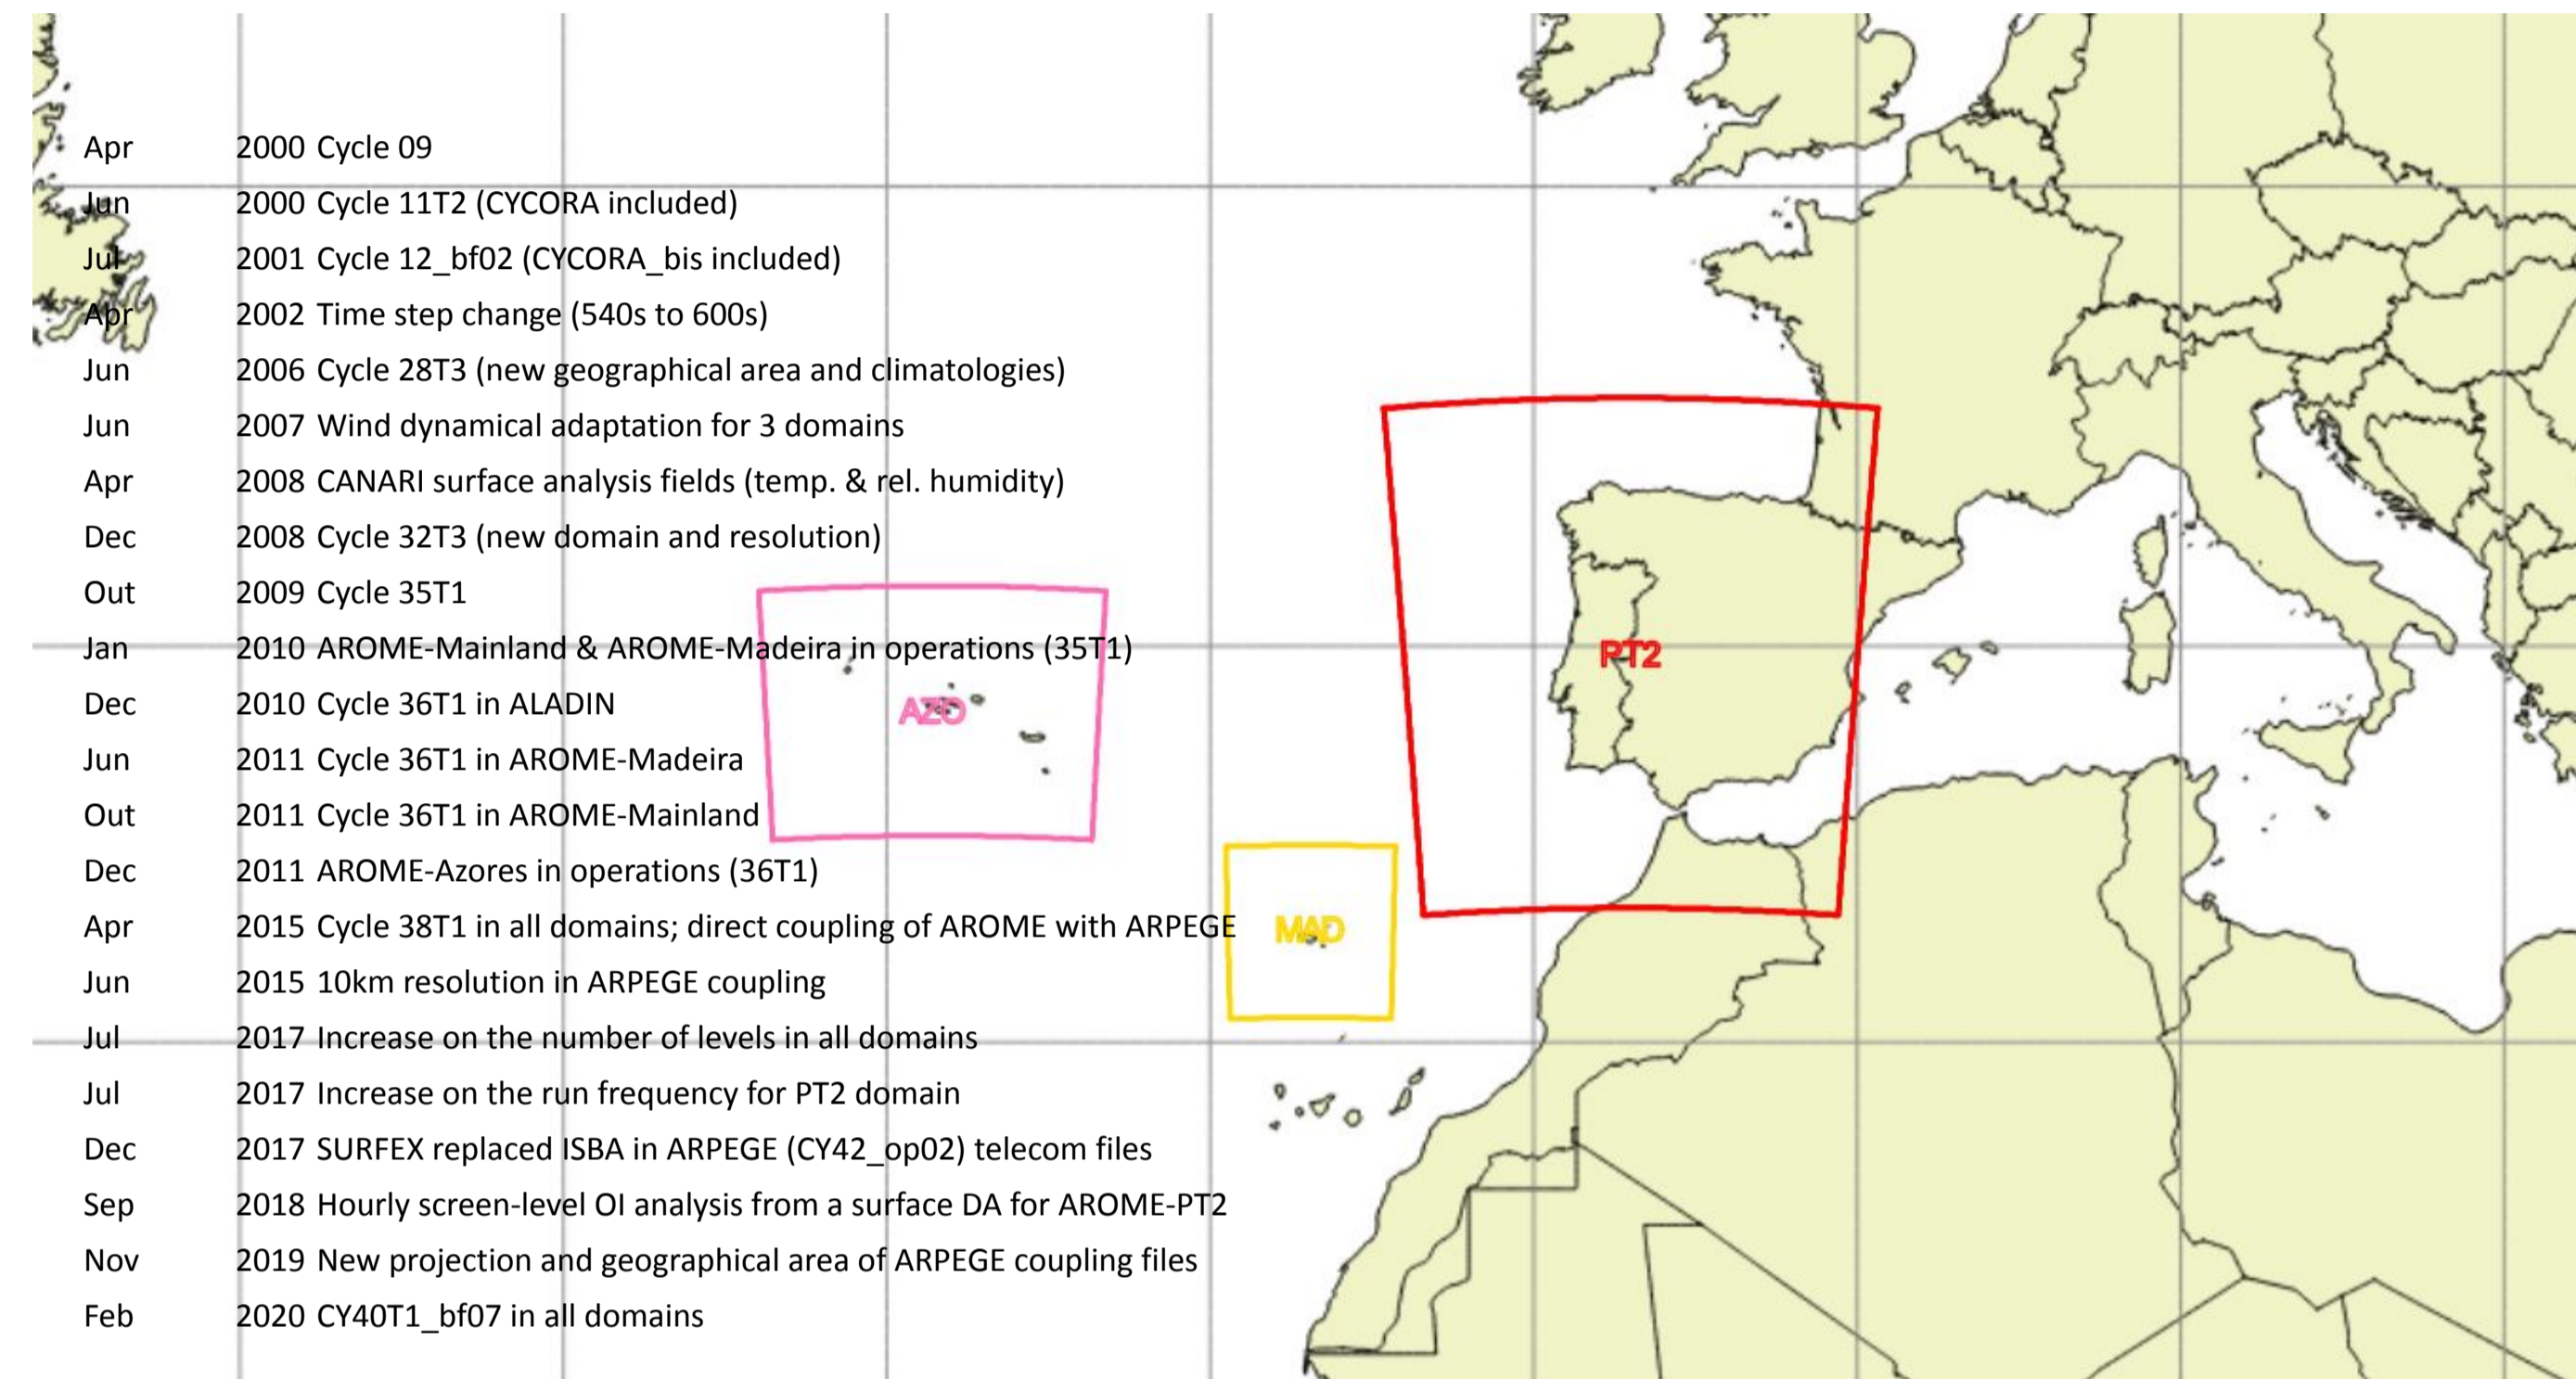 Apr 2000 Cycle 09
Jun 2000 Cycle 11T2 (CYCORA included)
Jul 2001 Cycle 12_bf02 (CYCORA_bis included)
Apr 2002 Time step change (540s to 600s)
Jun 2006 Cycle 28T3 (new geographical area and climatologies)
Jun 2007 Wind dynamical adaptation for 3 domains
Apr 2008 CANARI surface analysis fields (temp. & rel. humidity)
Dec 2008 Cycle 32T3 (new domain and resolution)
Out 2009 Cycle 35T1
Jan 2010 AROME-Mainland & AROME-Madeira in operations (35T1)
PT2
Dec 2010 Cycle 36T1 in ALADIN
AZO
Jun 2011 Cycle 36T1 in AROME-Madeira
Out 2011 Cycle 36T1 in AROME-Mainland
Dec 2011 AROME-Azores in operations (36T1)
Apr 2015 Cycle 38T1 in all domains; direct coupling of AROME with ARPEGE
MAD
Jun 2015 10km resolution in ARPEGE coupling
Jul 2017 Increase on the number of levels in all domains
Jul 2017 Increase on the run frequency for PT2 domain
Dec 2017 SURFEX replaced ISBA in ARPEGE (CY42_op02) telecom files
Sep 2018 Hourly screen-level OI analysis from a surface DA for AROME-PT2
Nov 2019 New projection and geographical area of ARPEGE coupling files
Feb 2020 CY40T1_bf07 in all domains